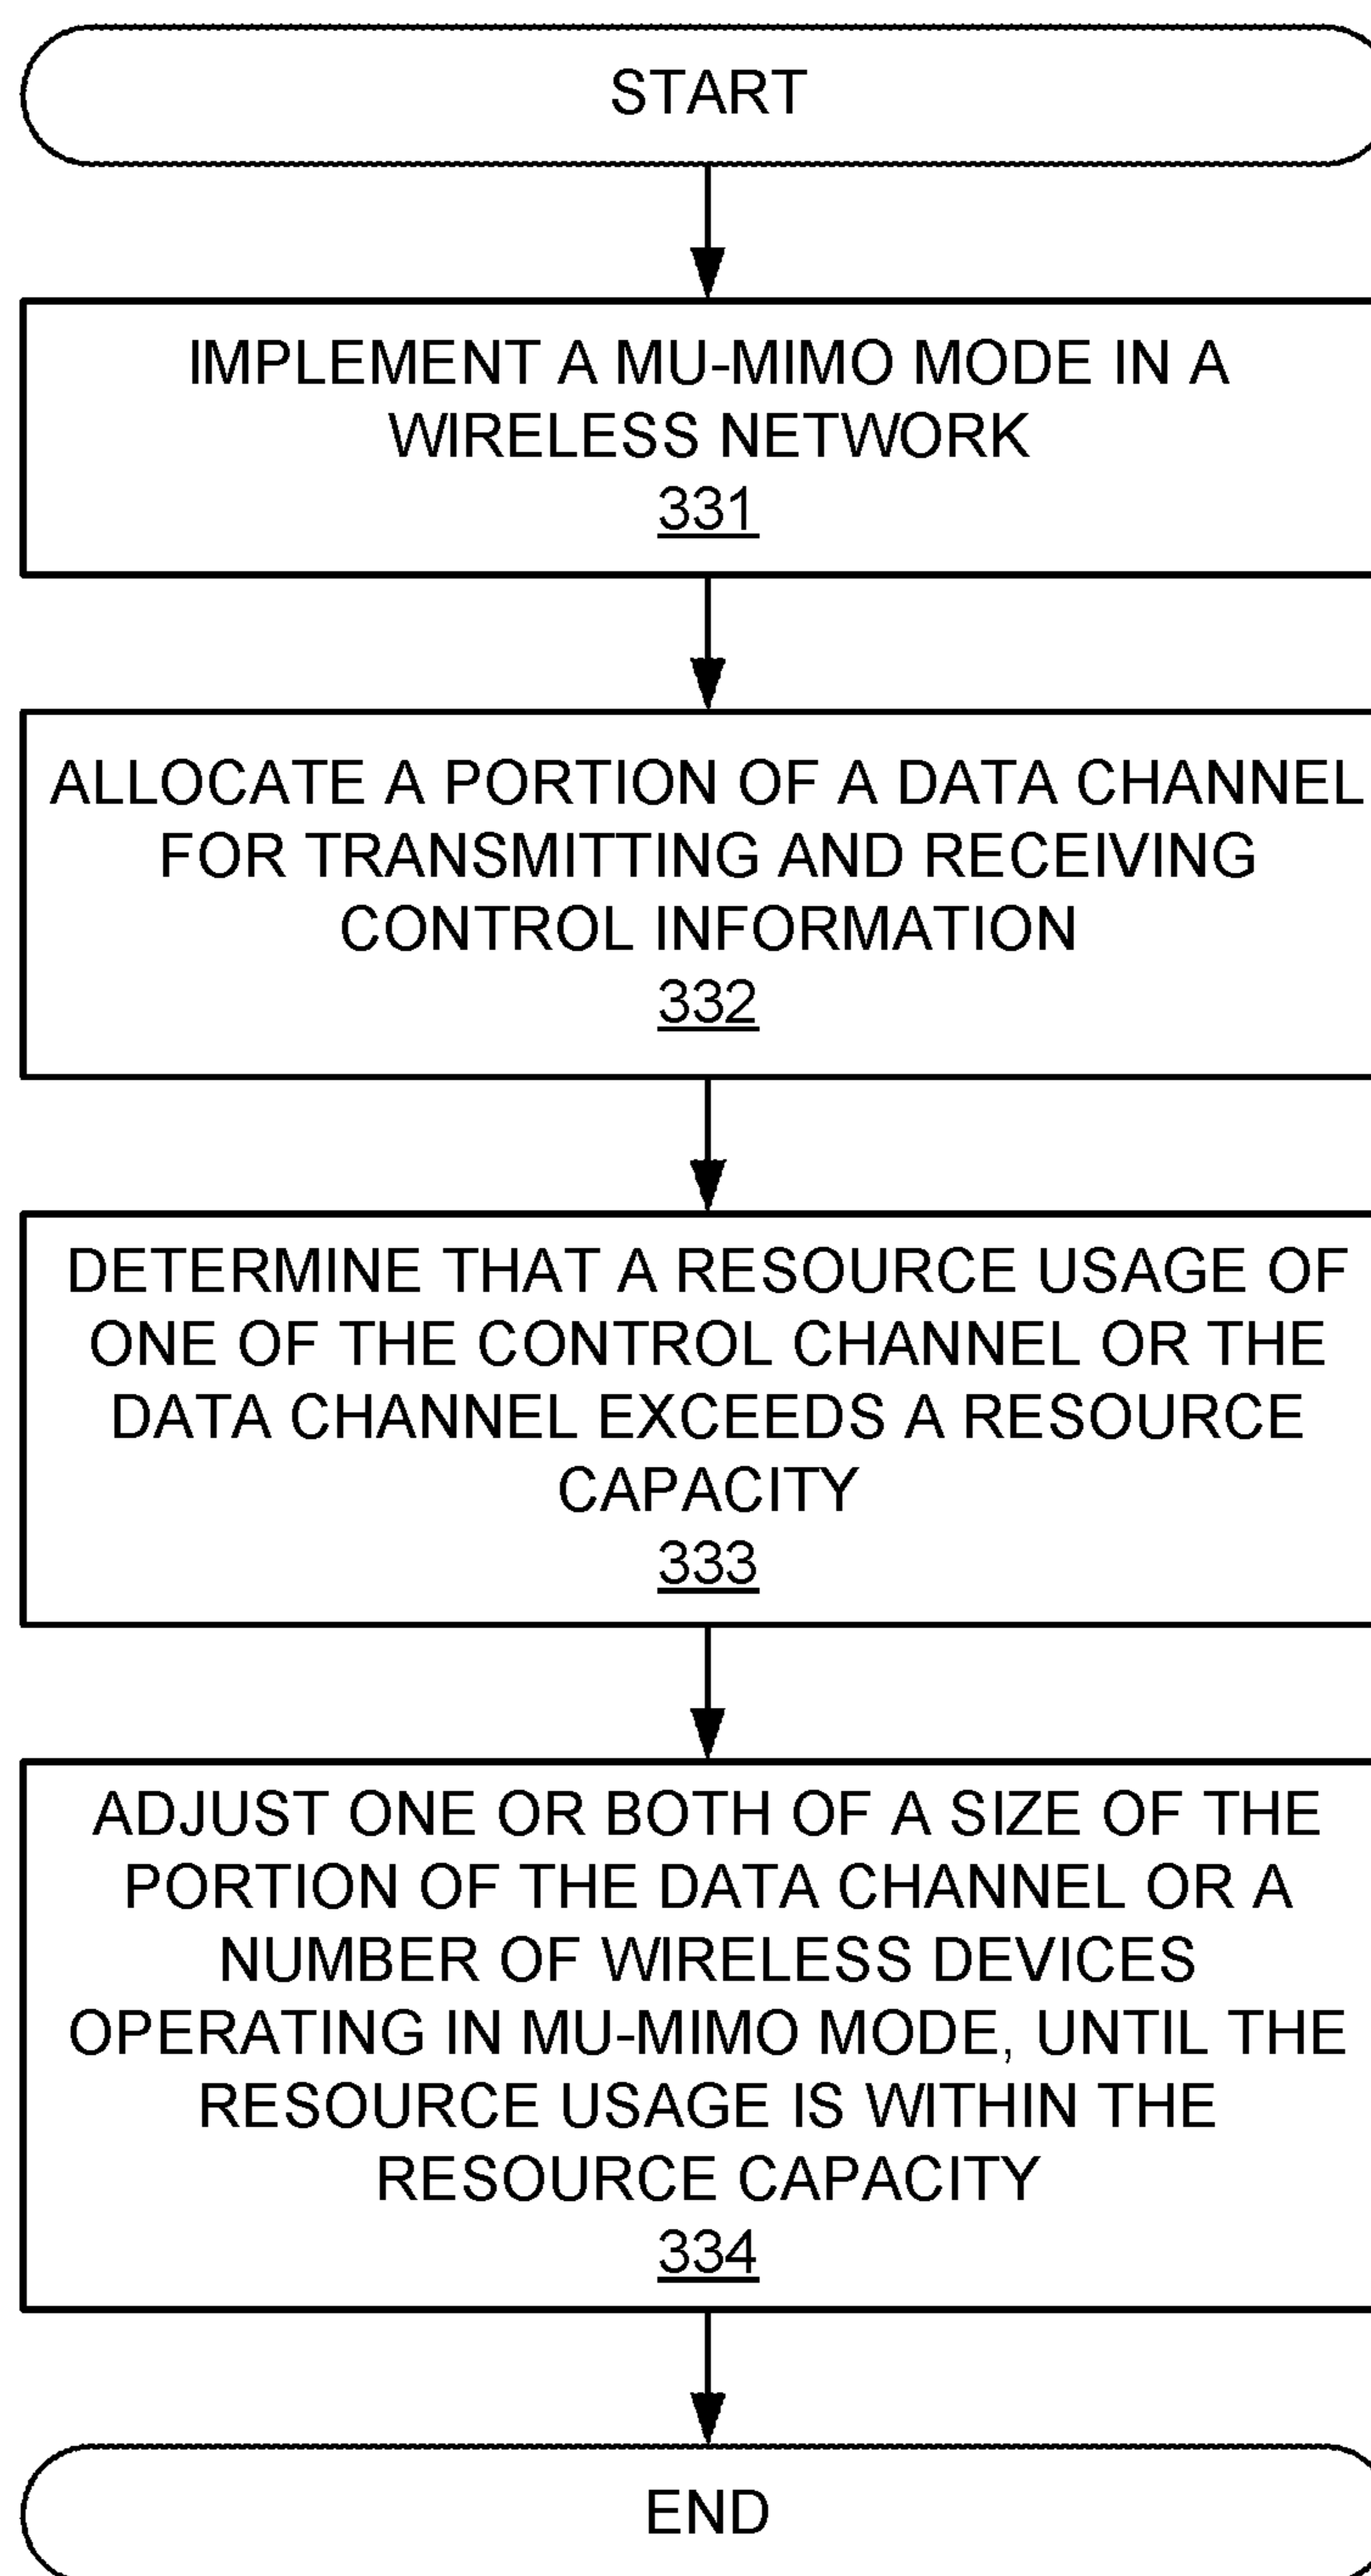 START
IMPLEMENT A MU-MIMO MODE IN A
WIRELESS NETWORK
331
ALLOCATE A PORTION OF A DATA CHANNEL
FOR TRANSMITTING AND RECEIVING
CONTROL INFORMATION
332
DETERMINE THAT A RESOURCE USAGE OF
ONE OF THE CONTROL CHANNEL OR THE
DATA CHANNEL EXCEEDS A RESOURCE
CAPACITY
333
ADJUST ONE OR BOTH OF A SIZE OF THE
PORTION OF THE DATA CHANNEL OR A
NUMBER OF WIRELESS DEVICES
OPERATING IN MU-MIMO MODE, UNTIL THE
RESOURCE USAGE IS WITHIN THE
RESOURCE CAPACITY
334
END